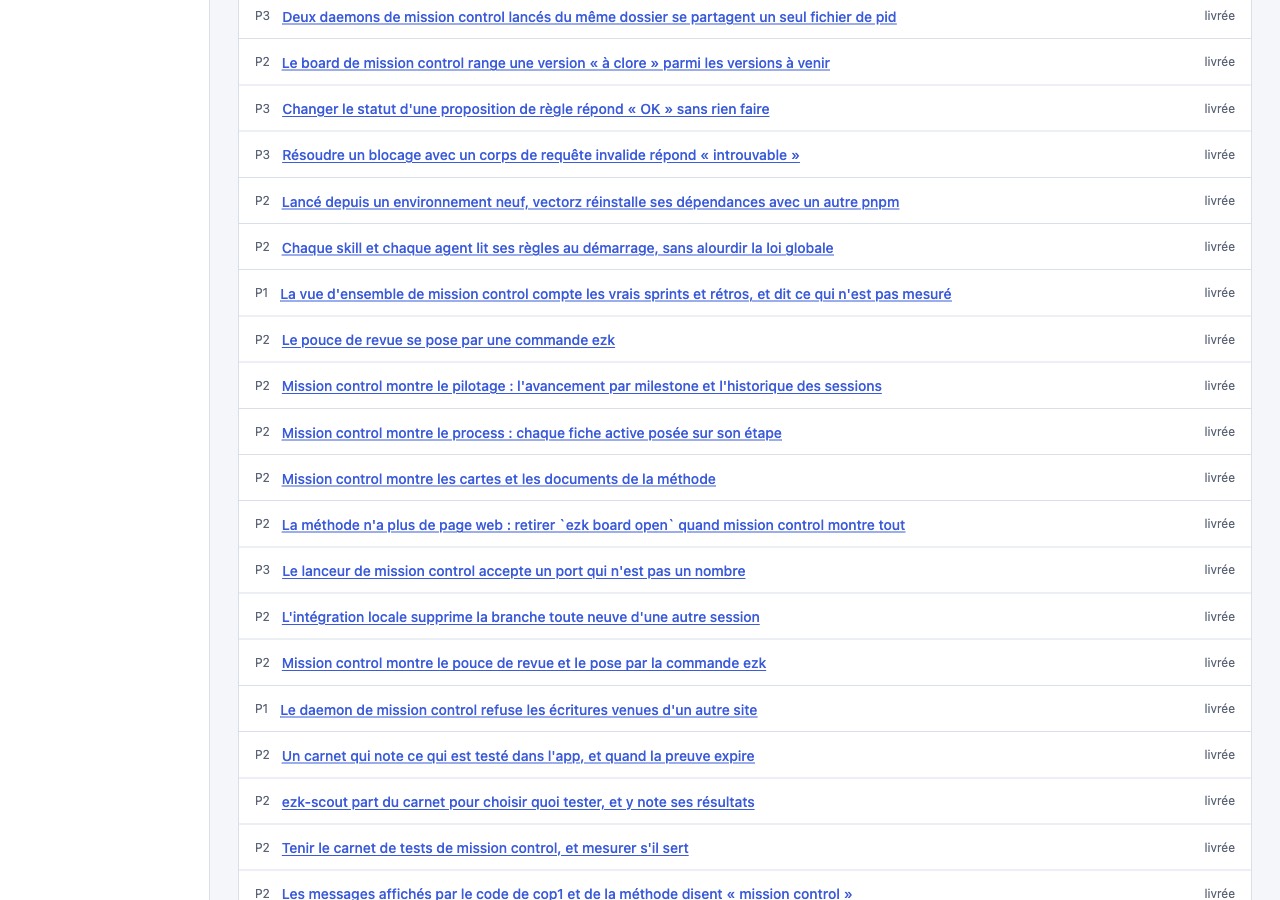 P3 Deux daemons de mission control lancés du même dossier se partagent un seul fichier de pid livrée
P2 Le board de mission control range une version « à clore » parmi les versions à venir livrée
P3 Changer le statut d'une proposition de règle répond « OK » sans rien faire livrée
P3 Résoudre un blocage avec un corps de requête invalide répond « introuvable » livrée
P2 Lancé depuis un environnement neuf, vectorz réinstalle ses dépendances avec un autre pnpm livrée
P2 Chaque skill et chaque agent lit ses règles au démarrage, sans alourdir la loi globale livrée
P1 La vue d'ensemble de mission control compte les vrais sprints et rétros, et dit ce qui n'est pas mesuré livrée
P2 Le pouce de revue se pose par une commande ezk livrée
P2 Mission control montre le pilotage : l'avancement par milestone et l'historique des sessions livrée
P2 Mission control montre le process : chaque fiche active posée sur son étape livrée
P2 Mission control montre les cartes et les documents de la méthode livrée
P2 La méthode n'a plus de page web : retirer `ezk board open` quand mission control montre tout livrée
P3 Le lanceur de mission control accepte un port qui n'est pas un nombre livrée
P2 L'intégration locale supprime la branche toute neuve d'une autre session livrée
P2 Mission control montre le pouce de revue et le pose par la commande ezk livrée
P1 Le daemon de mission control refuse les écritures venues d'un autre site livrée
P2 Un carnet qui note ce qui est testé dans l'app, et quand la preuve expire livrée
P2 ezk-scout part du carnet pour choisir quoi tester, et y note ses résultats livrée
P2 Tenir le carnet de tests de mission control, et mesurer s'il sert livrée
P2 Les messages affichés par le code de cop1 et de la méthode disent « mission control » livrée